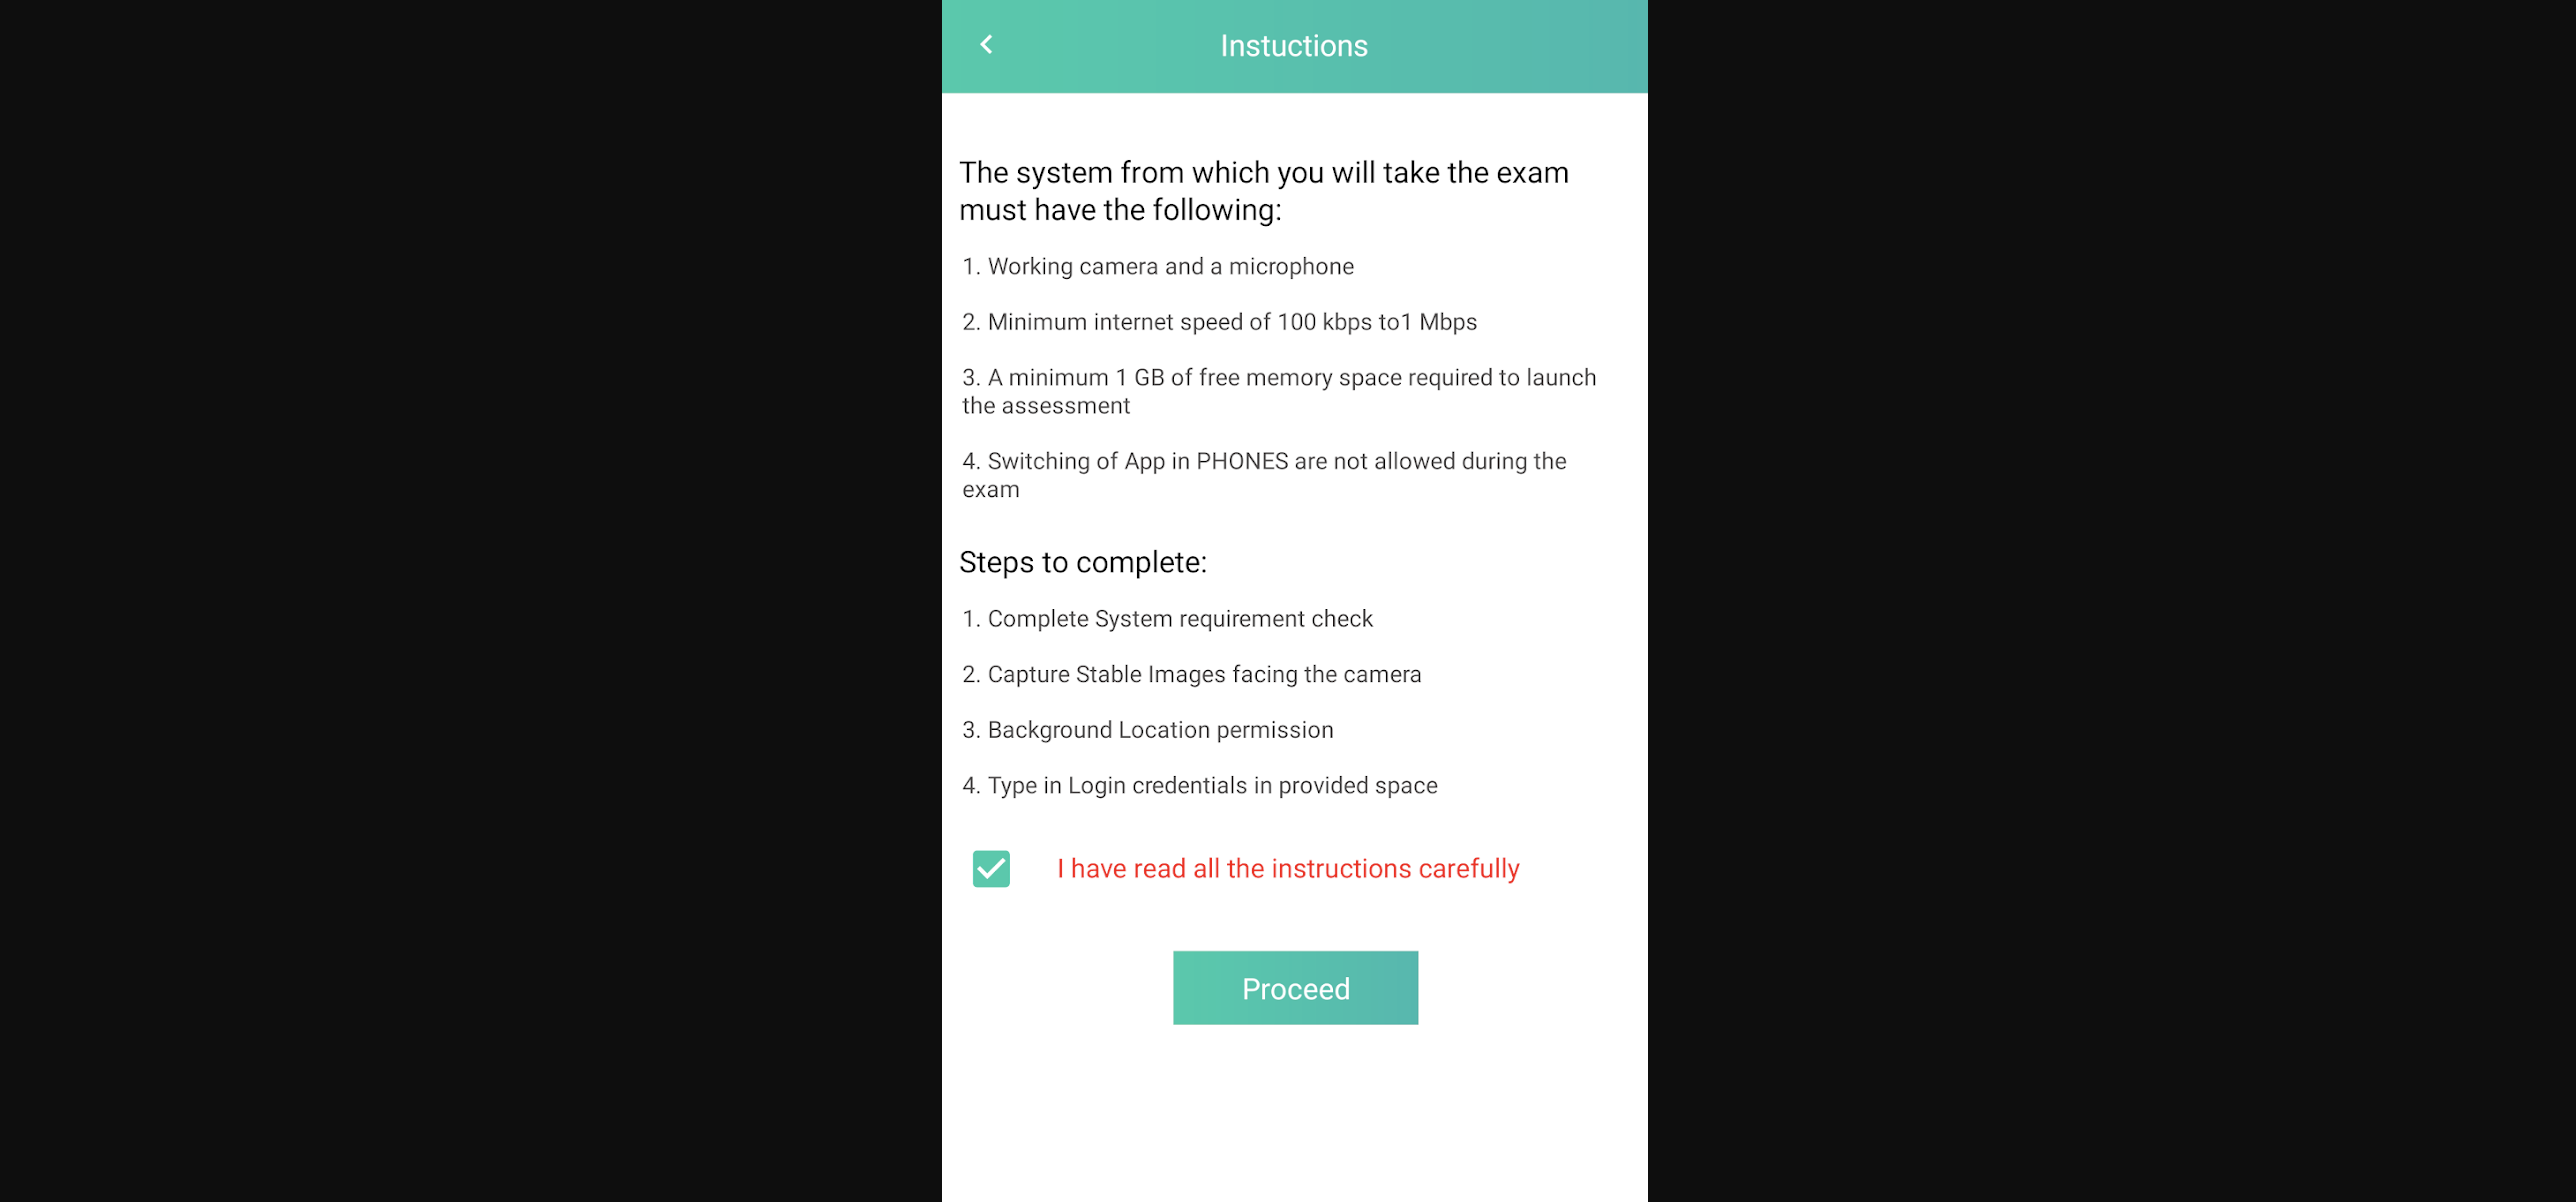 Instuctions
The system from which you will take the exam
must have the following:
1. Working camera and a microphone
2. Minimum internet speed of 100 kbps to1 Mbps
3. A minimum 1 GB of free memory space required to launch
the assessment
4. Switching of App in PHONES are not allowed during the
exam
Steps to complete:
1. Complete System requirement check
2. Capture Stable Images facing the camera
3. Background Location permission
4. Type in Login credentials in provided space
I have read all the instructions carefully
Proceed